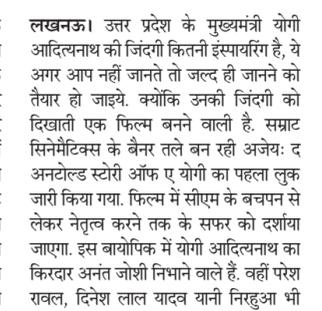 लखनऊ। उत्तर प्रदेश के मुख्यमंत्री योगी
आदित्यनाथ की जिंदगी कितनी इंस्पायरिंग है, ये
अगर आप नहीं जानते तो जल्द ही जानने को
तैयार हो जाइये. क्योंकि उनकी जिंदगी को
दिखाती एक फिल्म बनने वाली है. सम्राट
सिनेमैटिक्स के बैनर तले बन रही अजेयः द
अनटोल्ड स्टोरी ऑफ ए योगी का पहला लुक
जारी किया गया. फिल्म में सीएम के बचपन से
लेकर नेतृत्व करने तक के सफर को दर्शाया
जाएगा. इस बायोपिक में योगी आदित्यनाथ का
किरदार अनंत जोशी निभाने वाले हैं. वहीं परेश
रावल, दिनेश लाल यादव यानी निरहुआ भी